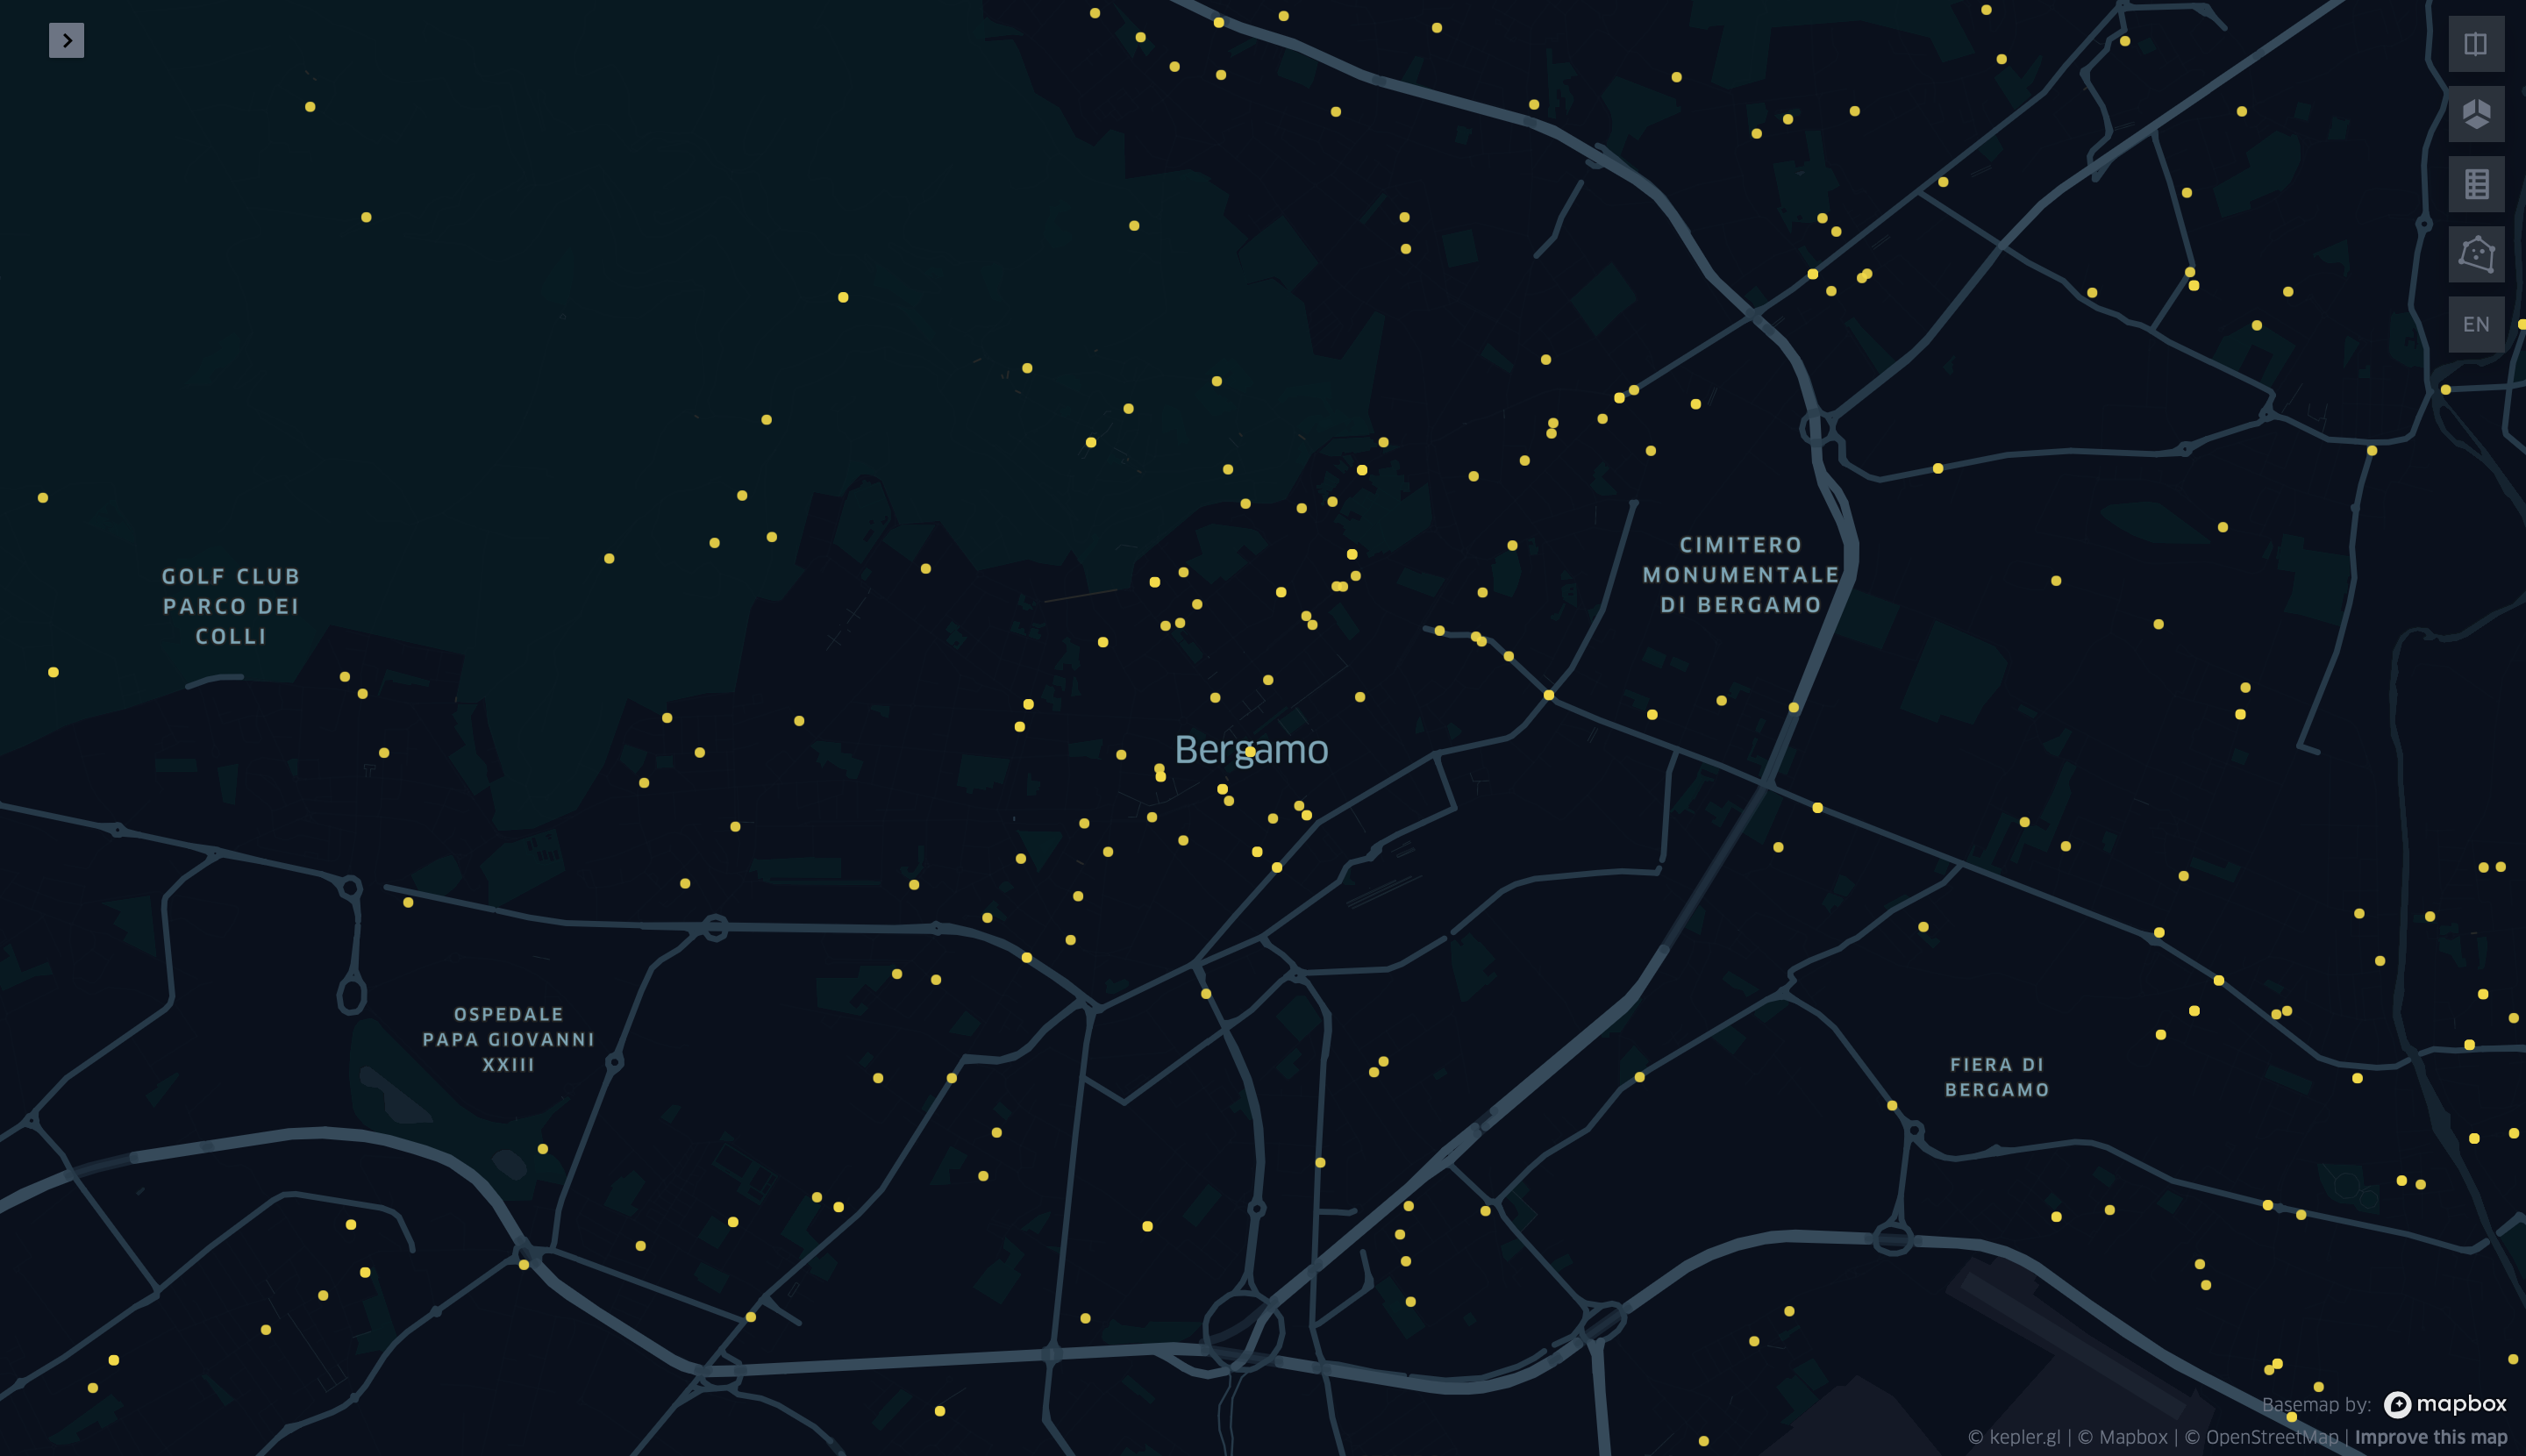 EN
CIMITERO
MONUMENTALE
DI BERGAMO
GOLF CLUB
PARCO DEI
COLLI
Bergamo
OSPEDALE
PAPA GIOVANNI
XXIII
FIERA DI
BERGAMO
Basemap by: mapbox
© kepler.gl | © Mapbox | © OpenStreetMap | Improve this map